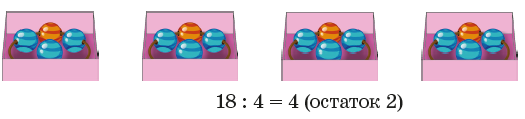 18 : 4 = 4 (остаток 2)